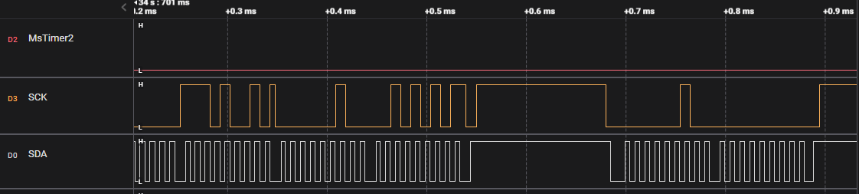 34 s : 701 ms
0.2 ms +0.3 ms +0.4 ms +0.5 ms +0.6 ms +0.7 ms +0.8 ms +0.9 ms
D2 MsTimer2
H
L
D3 SCK
H
L
D0 SDA
H
L
H